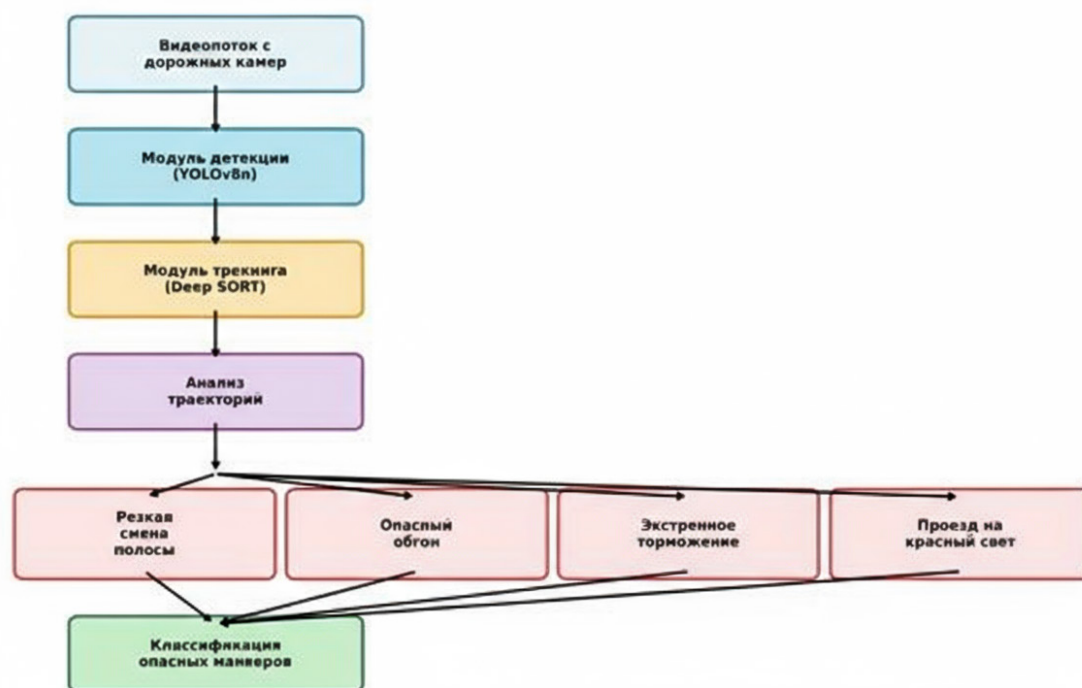 Видеопоток с
дорожных камер
Модуль детекции
(YOLOv8n)
Модуль трекинга
(Deep SORT)
Анализ
траекторий
Резкая
смена
полосы
Опасный
обгон
Экстренное
торможение
Проезд на
красный свет
Классификация
опасных манверов